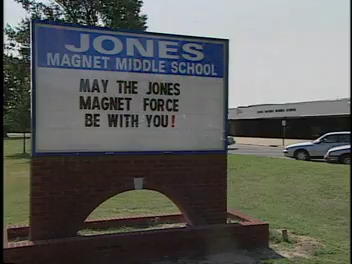 JONES
MAGNET MIDDLE SCHOOL
MAY THE JONES
MAGNET FORCE
BE WITH YOU!